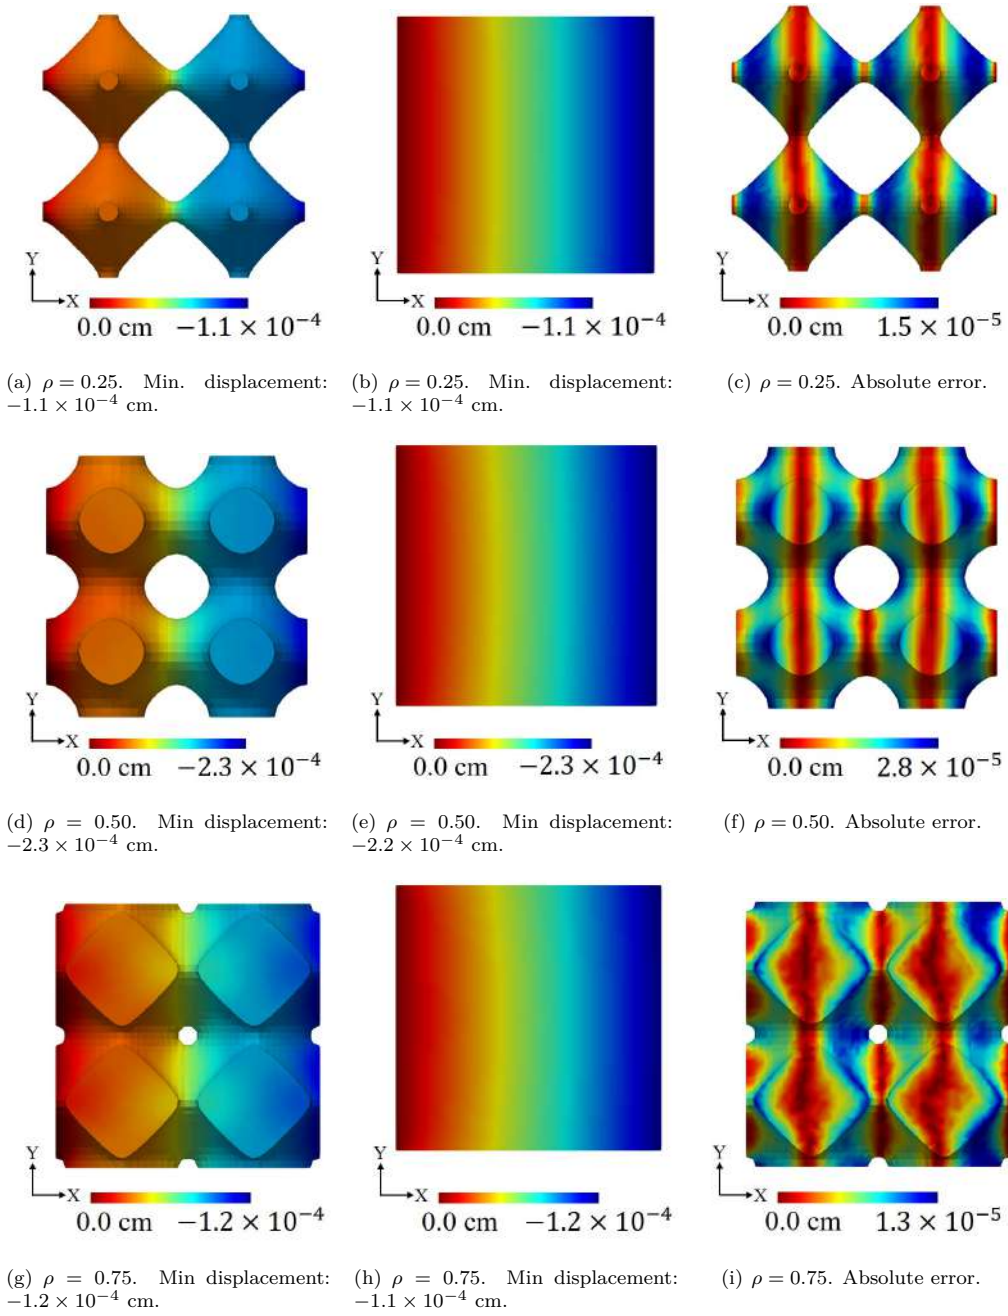 Y
X
0.0 cm −1.1 × 10−4
Y
X
0.0 cm −1.1 × 10−4
Y
X
0.0 cm 1.5 × 10−5
(a) ρ = 0.25. Min. displacement:
−1.1 × 10−4 cm.
(b) ρ = 0.25. Min. displacement:
−1.1 × 10−4 cm.
(c) ρ = 0.25. Absolute error.
Y
X
0.0 cm −2.3 × 10−4
Y
X
0.0 cm −2.3 × 10−4
Y
X
0.0 cm 2.8 × 10−5
(d) ρ = 0.50. Min displacement:
−2.3 × 10−4 cm.
(e) ρ = 0.50. Min displacement:
−2.2 × 10−4 cm.
(f) ρ = 0.50. Absolute error.
Y
X
0.0 cm −1.2 × 10−4
Y
X
0.0 cm −1.2 × 10−4
Y
X
0.0 cm 1.3 × 10−5
(g) ρ = 0.75. Min displacement:
−1.2 × 10−4 cm.
(h) ρ = 0.75. Min displacement:
−1.1 × 10−4 cm.
(i) ρ = 0.75. Absolute error.